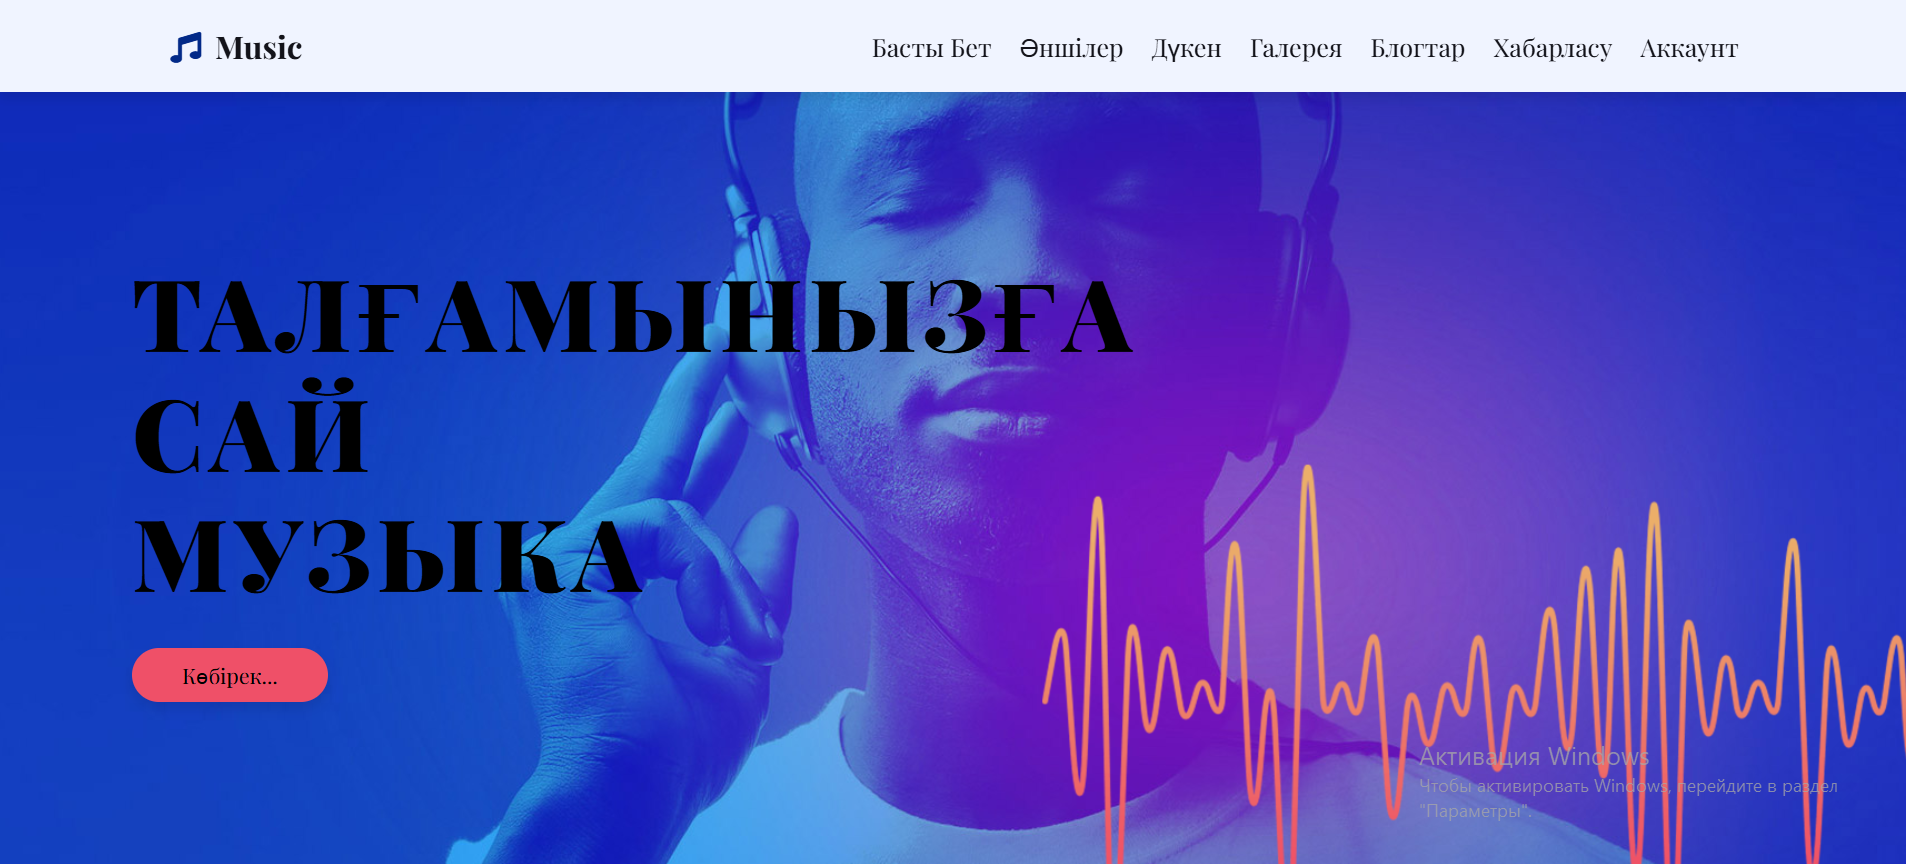 Music
Басты Бет Әншілер Дүкен Галерея Блогтар Хабарласу Аккаунт
ТАЛҒАМЫНЫЗҒА
САЙ
МУЗЫКА
Көбірек...
Активация Windows
Чтобы активировать Windows, перейдите в раздел
"Параметры".